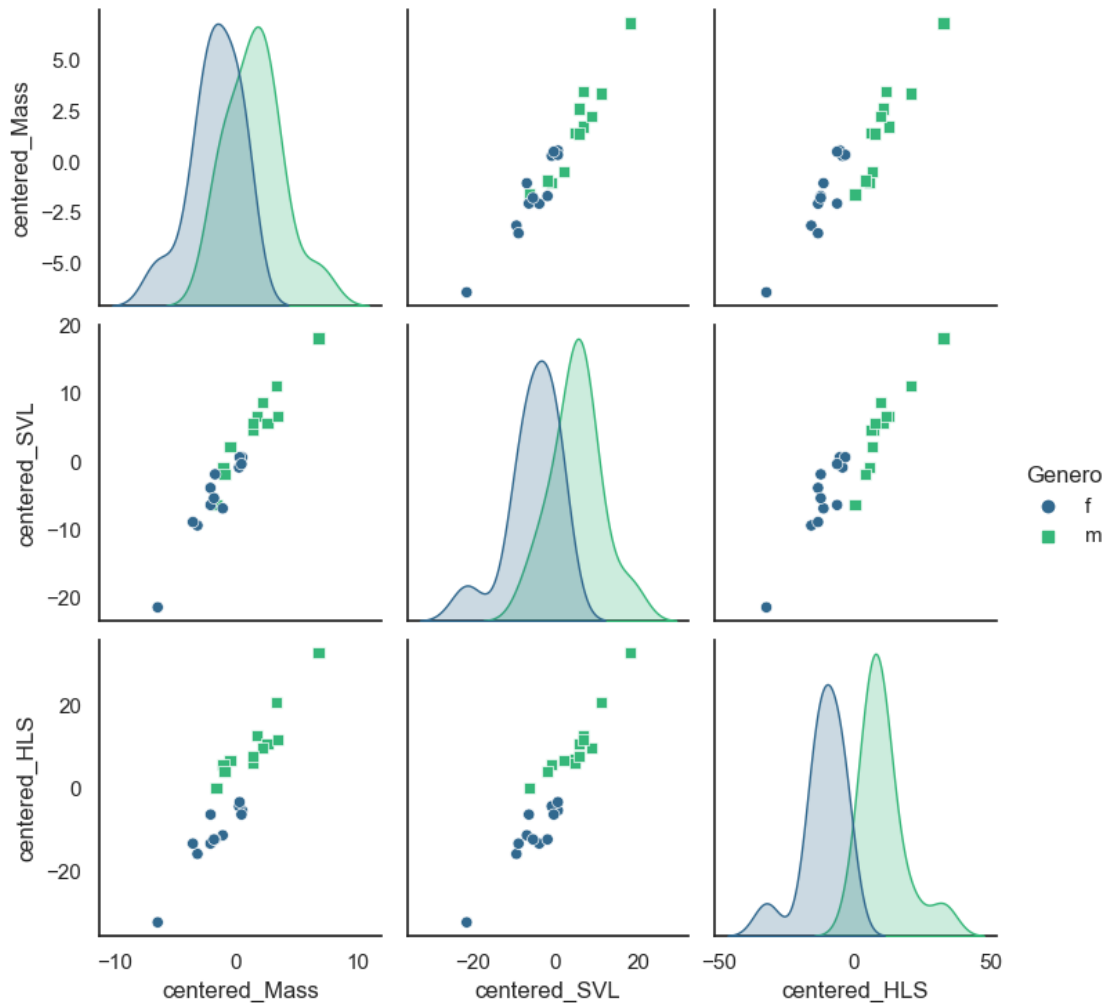 centered_Mass
5.0
2.5
0.0
−2.5
−5.0
centered_SVL
20
10
0
−10
−20
Genero
f
m
centered_HLS
20
0
−20
−10 0 10
−20 0 20
−50 0 50
centered_Mass
centered_SVL
centered_HLS